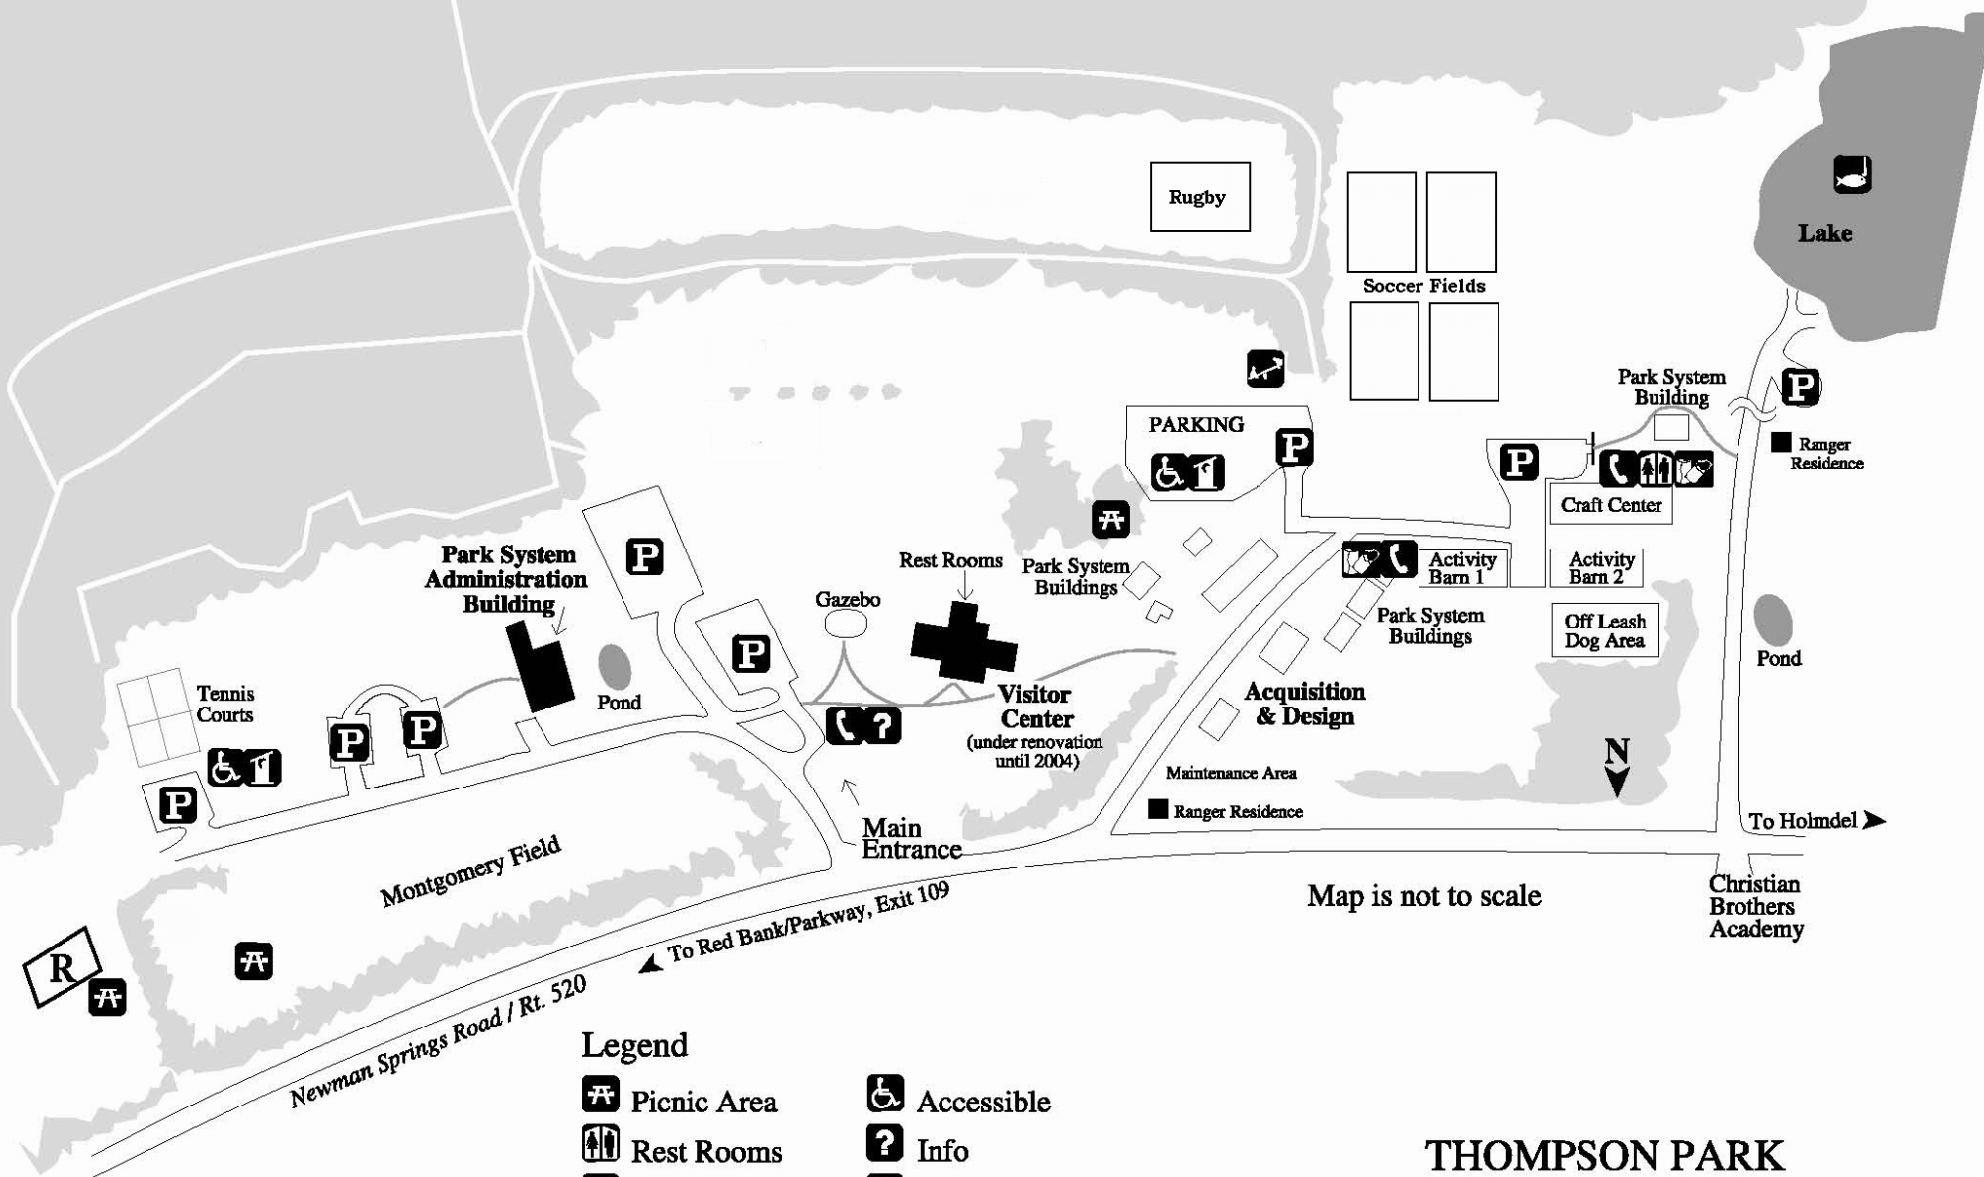 Rugby
Lake
Soccer Fields
Park System
Building
PARKING
P
P
P
Ranger
Residence
Craft Center
Park System
Administration
Building
P
Rest Rooms
Park System
Buildings
Activity
Barn 1
Activity
Barn 2
Gazebo
Park System
Buildings
Off Leash
Dog Area
P
Pond
Pond
Tennis
Courts
P
P
?
Visitor
Center
(under renovation
until 2004)
Acquisition
& Design
N
P
Maintenance Area
Ranger Residence
Main
Entrance
To Holmdel
Montgomery Field
Map is not to scale
Christian
Brothers
Academy
To Red Bank/Parkway, Exit 109
R
Newman Springs Road / Rt. 520
Legend
Picnic Area
Accessible
Rest Rooms
? Info
THOMPSON PARK